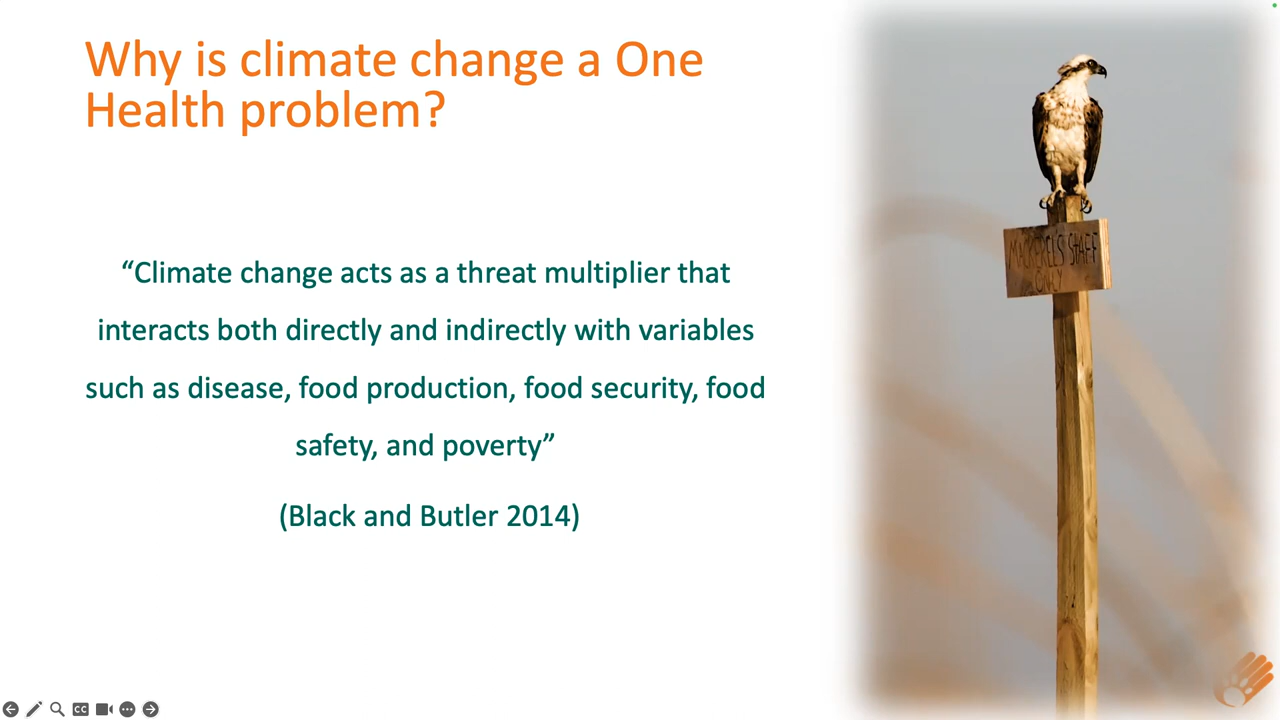 Why is climate change a One
Health problem?
“Climate change acts as a threat multiplier that
interacts both directly and indirectly with variables
such as disease, food production, food security, food
safety, and poverty”
(Black and Butler 2014)
MACKEREL'S STAFF
ONLY
CC